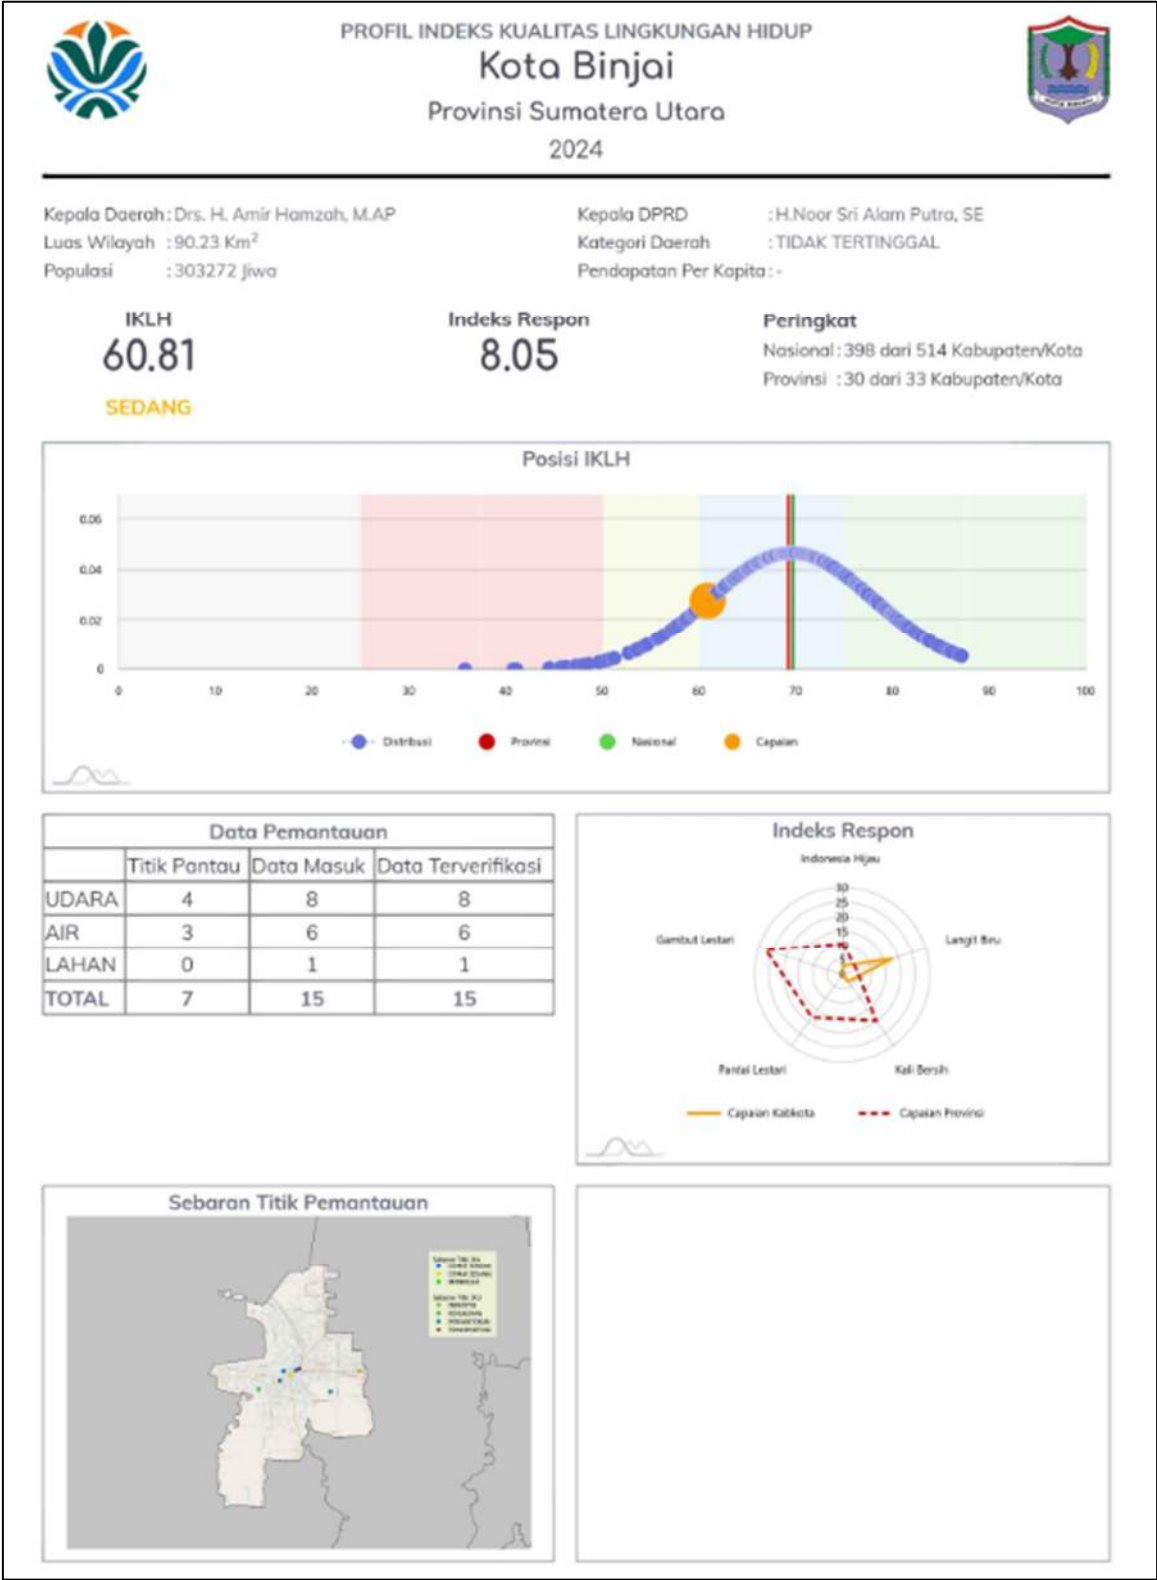 PROFIL INDEKS KUALITAS LINGKUNGAN HIDUP
Kota Binjai
Provinsi Sumatera Utara
2024
KOTA BINJAI
Kepala Daerah : Drs. H. Amir Hamzah, M.AP
Luas Wilayah : 90.23 Km²
Populasi : 303272 Jiwa
Kepala DPRD : H.Noor Sri Alam Putra, SE
Kategori Daerah : TIDAK TERTINGGAL
Pendapatan Per Kapita : -
IKLH
60.81
SEDANG
Indeks Respon
8.05
Peringkat
Nasional : 398 dari 514 Kabupaten/Kota
Provinsi : 30 dari 33 Kabupaten/Kota
Posisi IKLH
0.06
0.04
0.02
0
0 10 20 30 40 50 60 70 80 90 100
Distribusi Provinsi Nasional Capaian
Data Pemantauan
Titik Pantau Data Masuk Data Terverifikasi
UDARA 4 8 8
AIR 3 6 6
LAHAN 0 1 1
TOTAL 7 15 15
Indeks Respon
Indonesia Hijau
30
25
20
15
10
5
0
Gambut Lestari
Langit Biru
Pantai Lestari
Kali Bersih
Capaian Kabkota Capaian Provinsi
Sebaran Titik Pemantauan